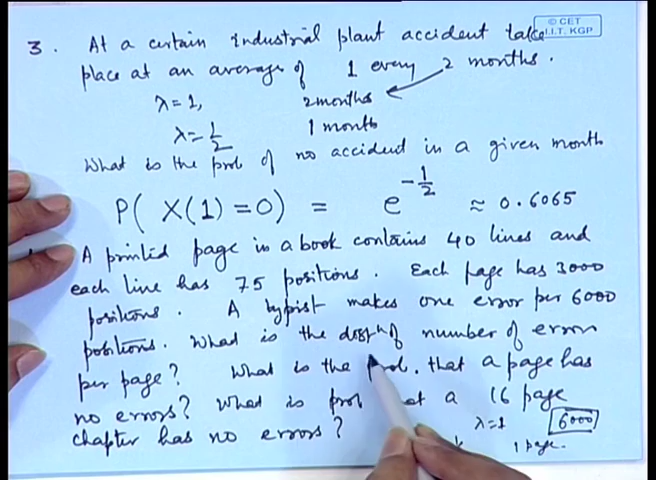 3. At a certain industrial plant accident take
© CET
I.I.T. KGP
place at an average of 1 every 2 months.
λ=1, 2 months
λ=1/2 1 month
What is the prob of no accident in a given month
P( X(1)=0) = e^{-1/2} ≈ 0.6065
A printed page in a book contains 40 lines and
each line has 75 positions. Each page has 3000
positions. A typist makes one error per 6000
positions. What is the distⁿ of number of errors
per page? What is the prob. that a page has
no errors? What is prob at a 16 page
chapter has no errors? λ=1 6000
1 page.